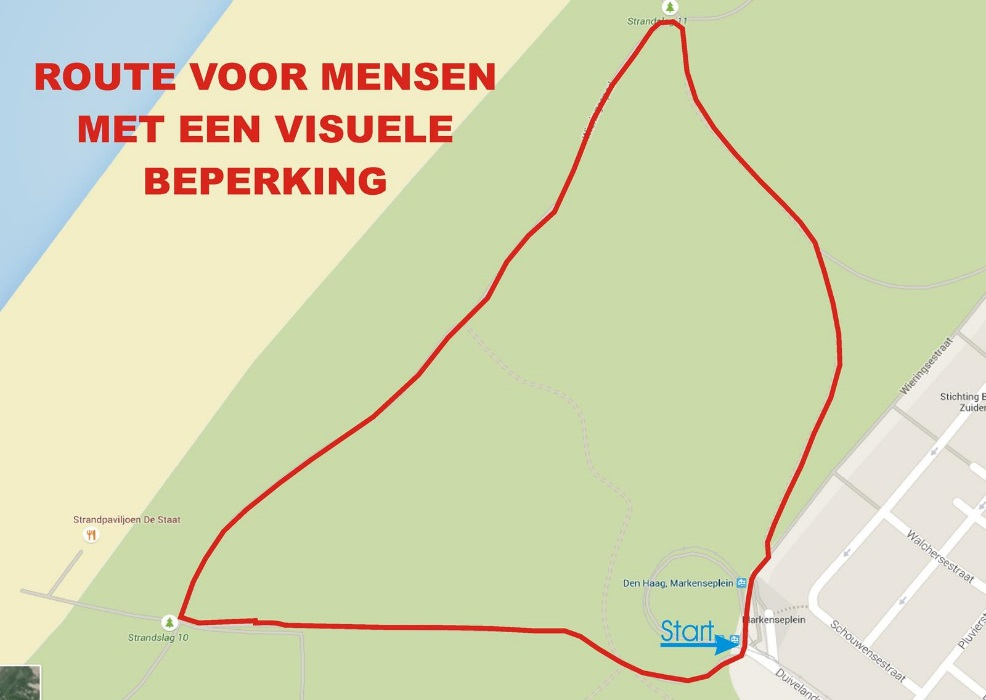 Strandslag 11
ROUTE VOOR MENSEN
MET EEN VISUELE
BEPERKING
Wieringsestraat
Stichting
Strandpaviljoen De Staat
Walchersestraat
Den Haag, Markenseplein
Markenseplein
Start
Strandslag 10
Schouwensestraat